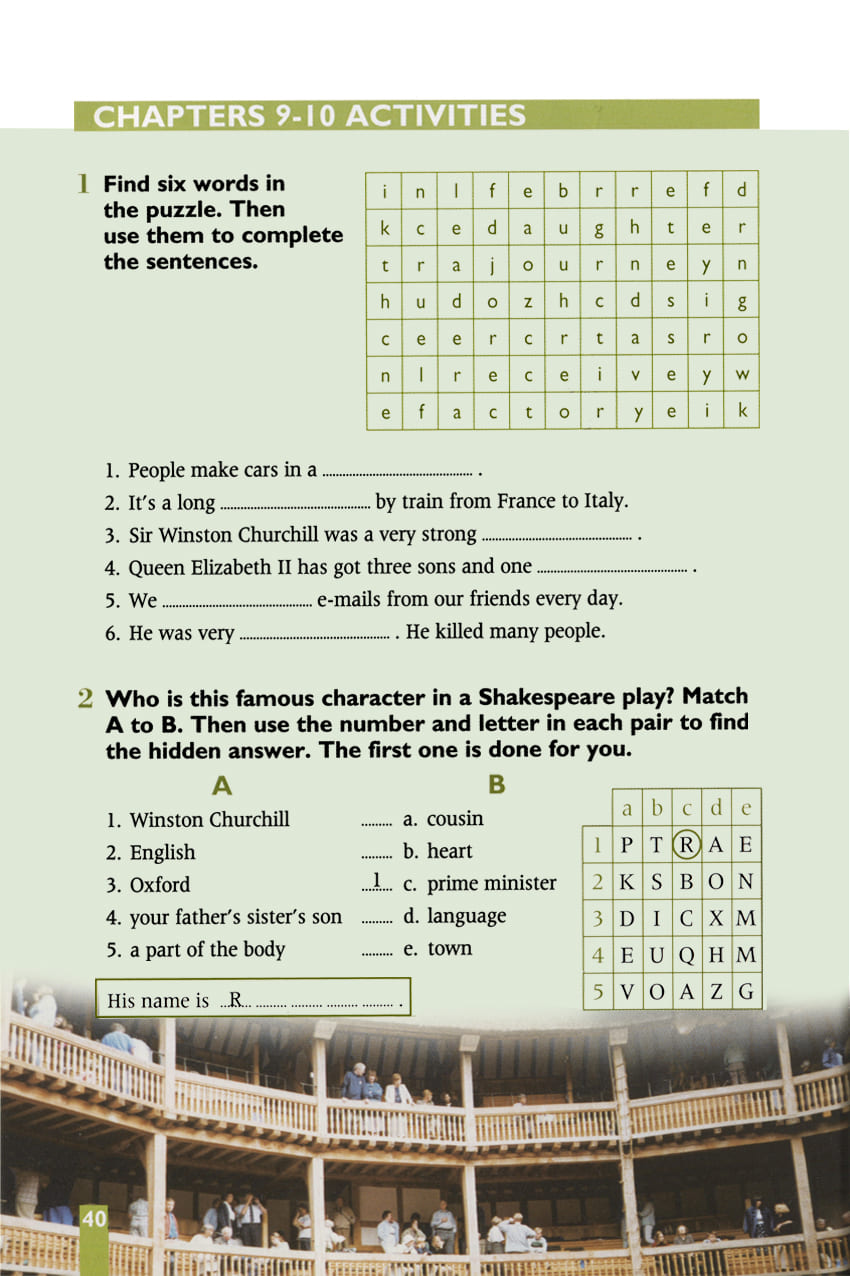 CHAPTERS 9-10 ACTIVITIES
1 Find six words in
the puzzle. Then
use them to complete
the sentences.
i n l f e b r r e f d
k c e d a u g h t e r
t r a j o u r n e y n
h u d o z h c d s i g
c e e r c r t a s r o
n l r e c e i v e y w
e f a c t o r y e i k
1. People make cars in a .............................................. .
2. It's a long .............................................. by train from France to Italy.
3. Sir Winston Churchill was a very strong .............................................. .
4. Queen Elizabeth II has got three sons and one .............................................. .
5. We .............................................. e-mails from our friends every day.
6. He was very .............................................. . He killed many people.
2 Who is this famous character in a Shakespeare play? Match
A to B. Then use the number and letter in each pair to find
the hidden answer. The first one is done for you.
A B
1. Winston Churchill ......... a. cousin
2. English ......... b. heart
3. Oxford ....1.... c. prime minister
4. your father's sister's son ......... d. language
5. a part of the body ......... e. town
a b c d e
1 P T R A E
2 K S B O N
3 D I C X M
4 E U Q H M
5 V O A Z G
His name is ...R... ......... ......... ......... ......... .
40